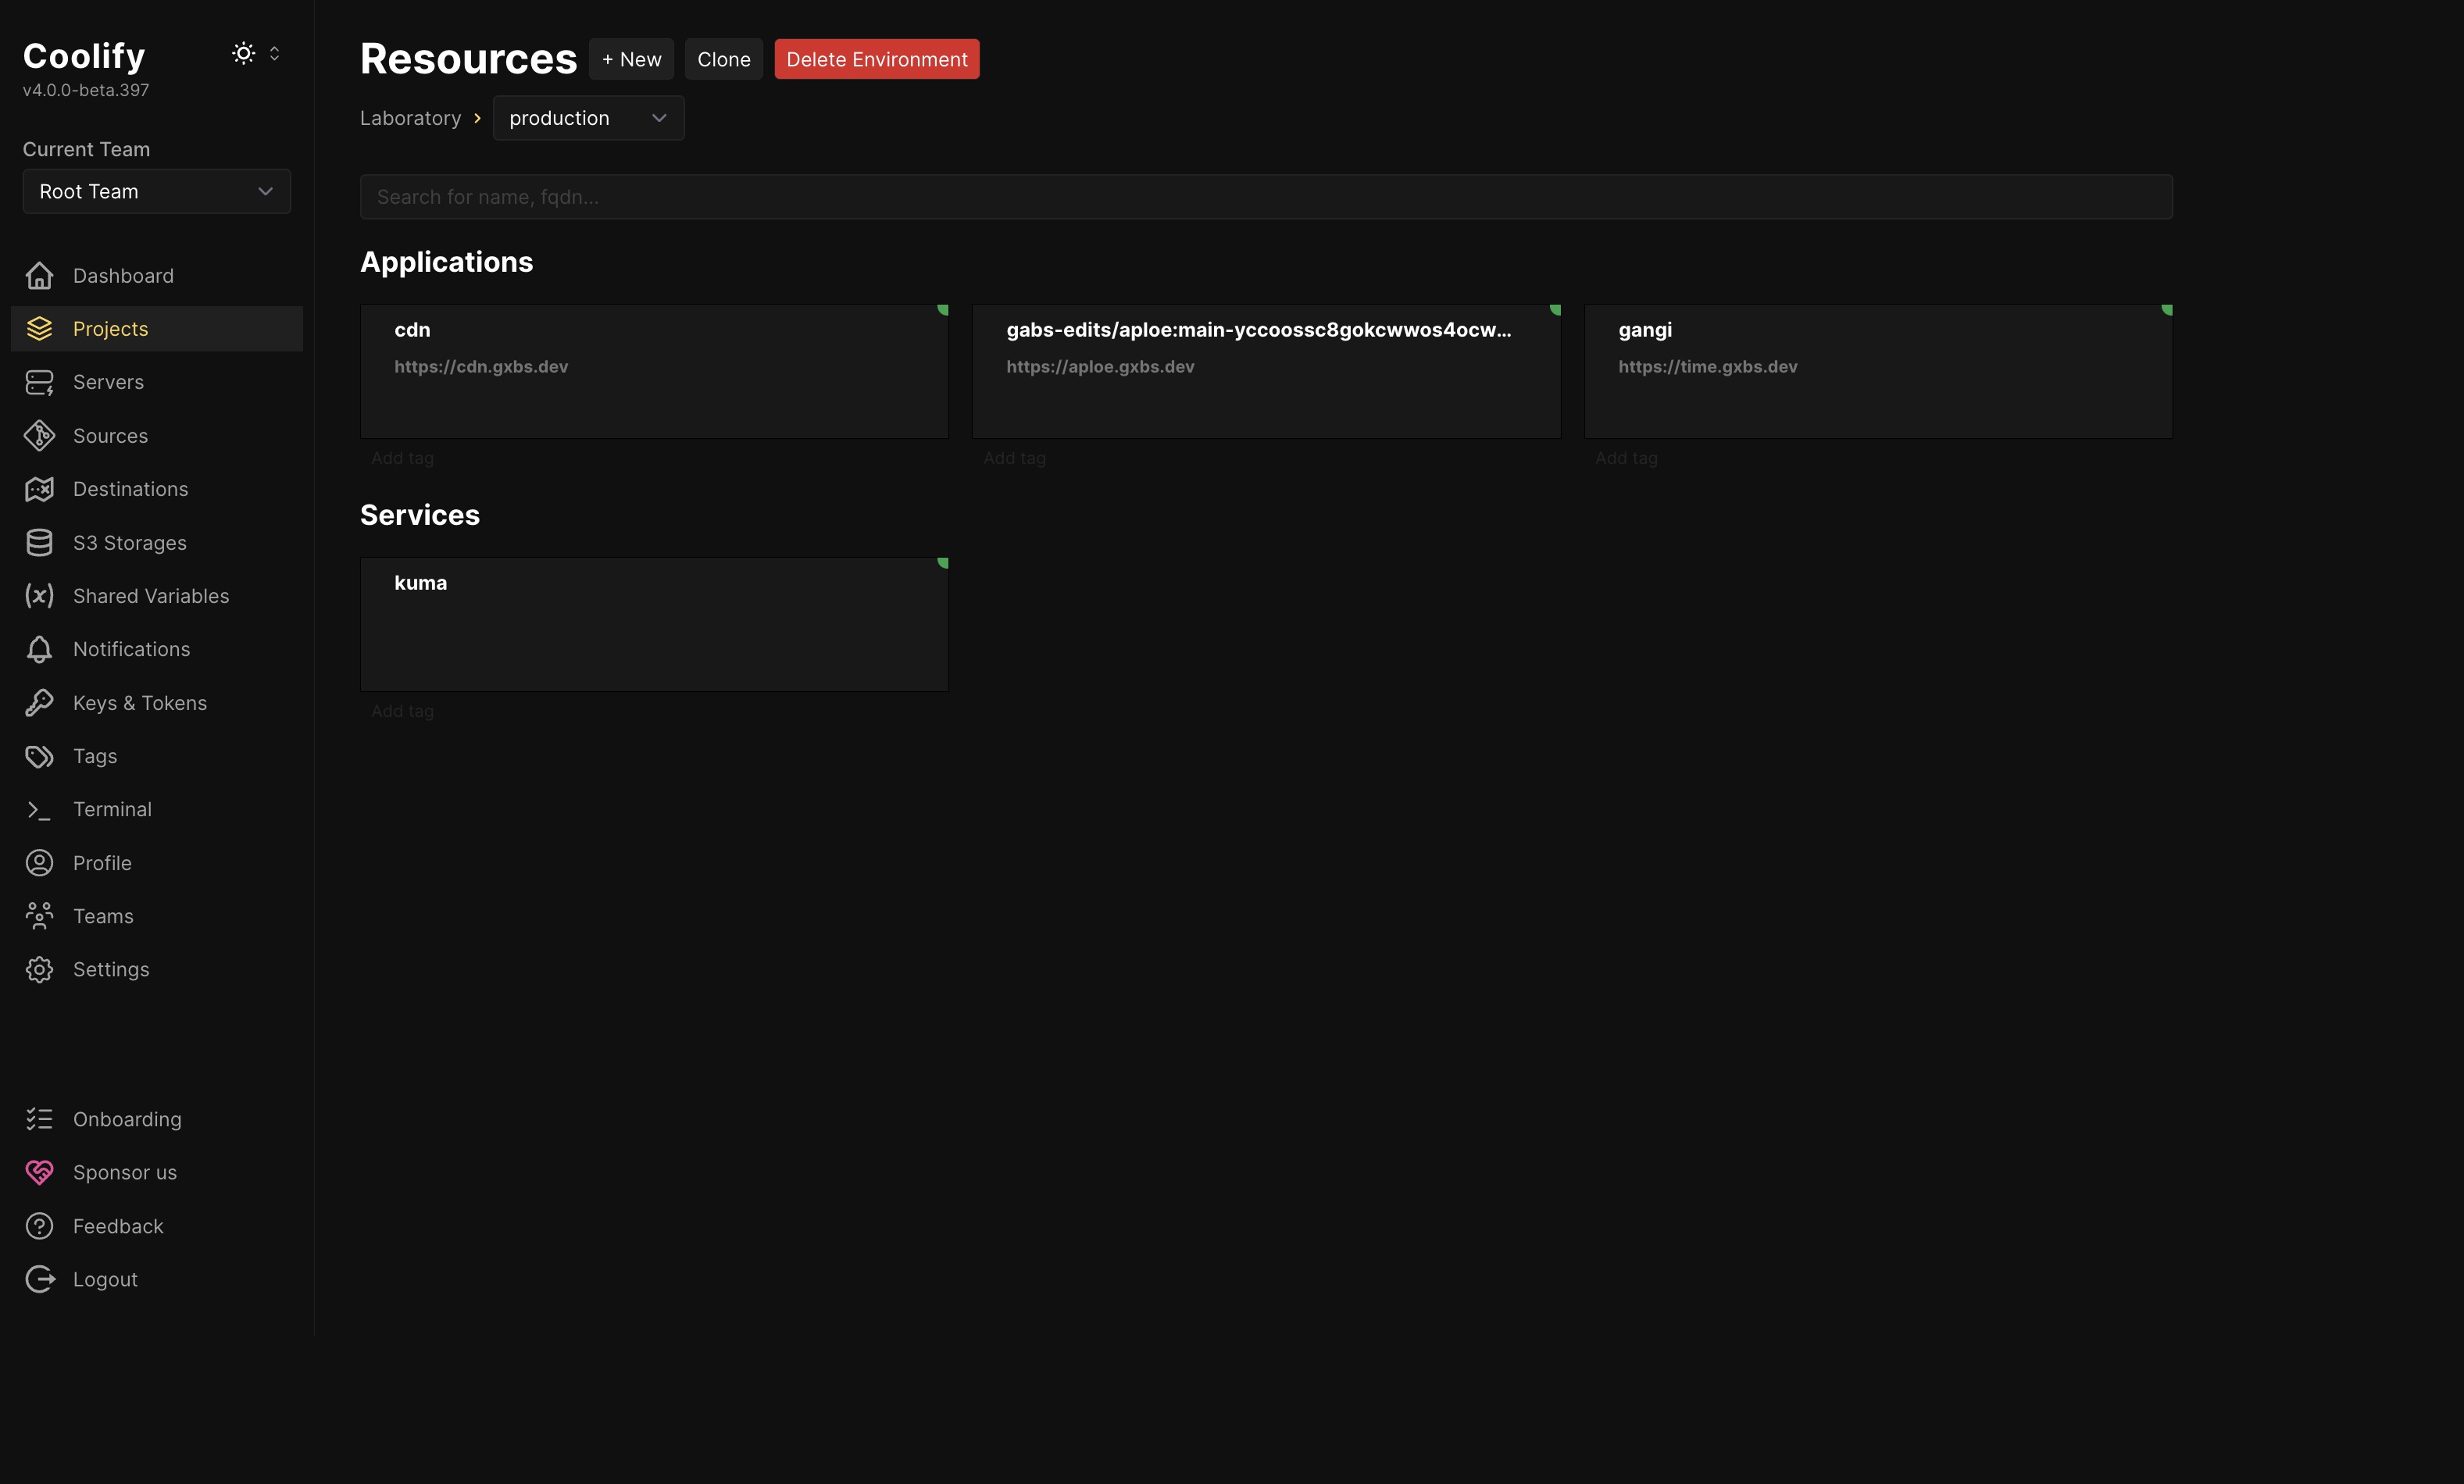 Coolify
v4.0.0-beta.397
Current Team
Root Team
Dashboard
Projects
Servers
Sources
Destinations
S3 Storages
Shared Variables
Notifications
Keys & Tokens
Tags
Terminal
Profile
Teams
Settings
Onboarding
Sponsor us
Feedback
Logout
Resources + New Clone Delete Environment
Laboratory production
Search for name, fqdn...
Applications
cdn
https://cdn.gxbs.dev
Add tag
gabs-edits/aploe:main-yccoossc8gokcwwos4ocw...
https://aploe.gxbs.dev
Add tag
gangi
https://time.gxbs.dev
Add tag
Services
kuma
Add tag